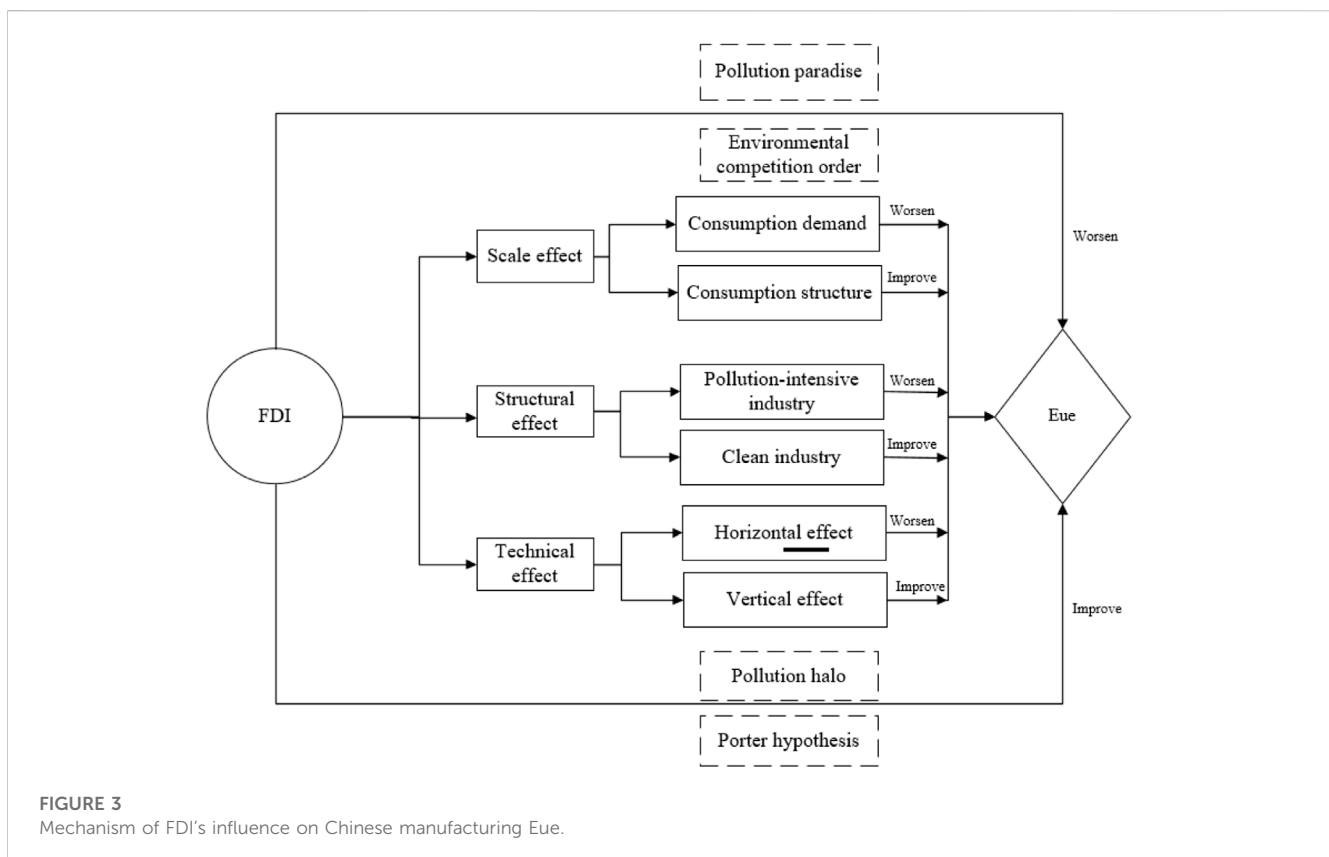 Pollution paradise
Environmental
competition order
Worsen
Consumption demand
Worsen
Scale effect
Improve
Consumption structure
Pollution-intensive
industry
Worsen
Structural
effect
FDI
Eue
Improve
Clean industry
Worsen
Horizontal effect
Technical
effect
Improve
Vertical effect
Improve
Pollution halo
Porter hypothesis
FIGURE 3
Mechanism of FDI's influence on Chinese manufacturing Eue.